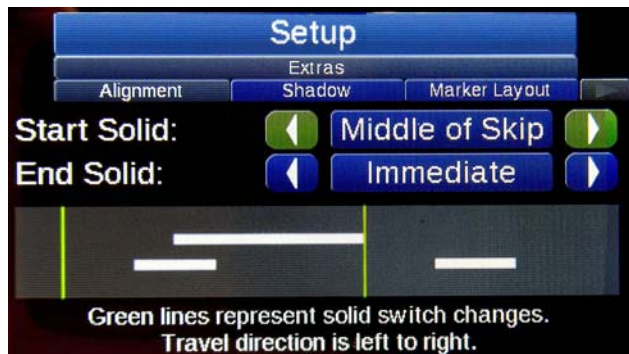 Setup
Extras
Alignment Shadow Marker Layout
Start Solid: Middle of Skip
End Solid: Immediate
Green lines represent solid switch changes.
Travel direction is left to right.